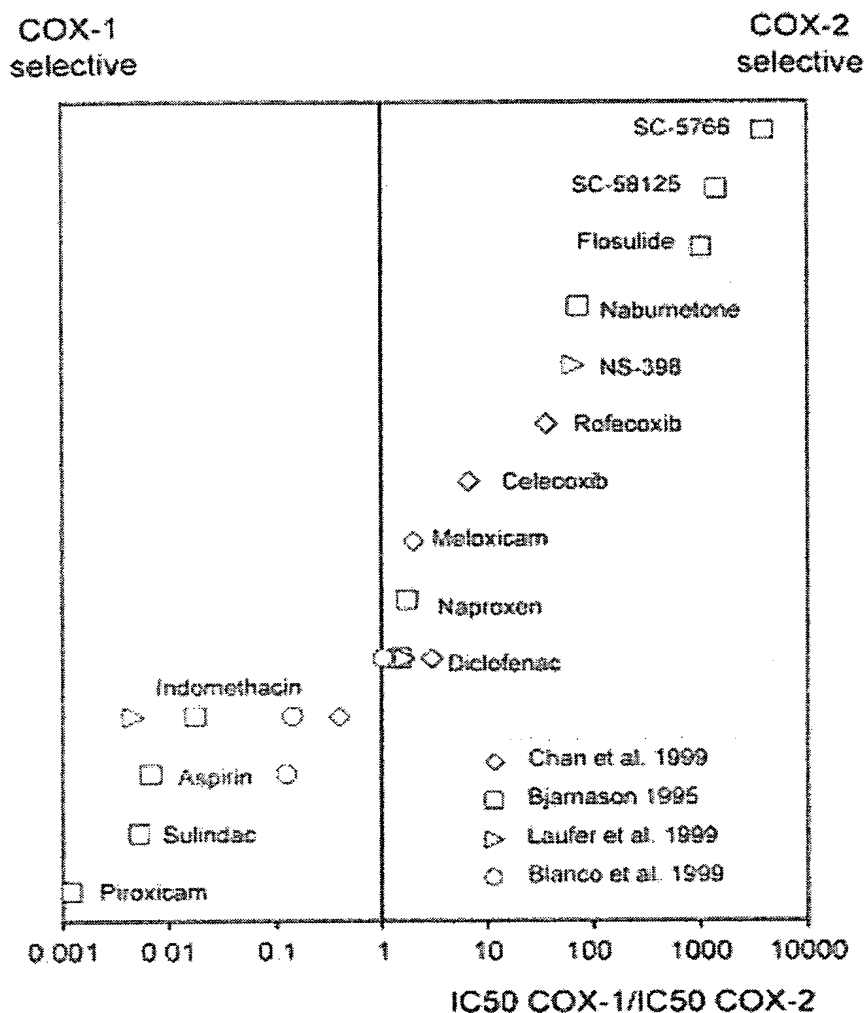 COX-1
selective
COX-2
selective
SC-5766
SC-58125
Flosulide
Nabumetone
NS-398
Rofecoxib
Celecoxib
Meloxicam
Naproxen
Diclofenac
Indomethacin
Aspirin
Sulindac
Piroxicam
Chan et al. 1999
Bjarnason 1995
Laufer et al. 1999
Blanco et al. 1999
0.001 0.01 0.1 1 10 100 1000 10000
IC50 COX-1/IC50 COX-2